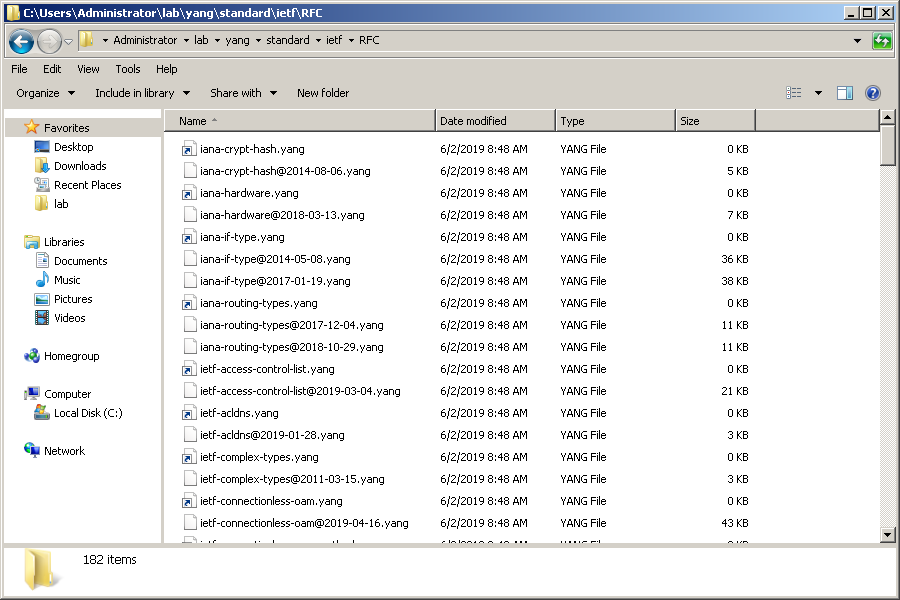 C:\Users\Administrator\lab\yang\standard\ietf\RFC
Administrator lab yang standard ietf RFC
File Edit View Tools Help
Organize Include in library Share with New folder
Favorites
Desktop
Downloads
Recent Places
lab
Libraries
Documents
Music
Pictures
Videos
Homegroup
Computer
Local Disk (C:)
Network
Name Date modified Type Size
iana-crypt-hash.yang 6/2/2019 8:48 AM YANG File 0 KB
iana-crypt-hash@2014-08-06.yang 6/2/2019 8:48 AM YANG File 5 KB
iana-hardware.yang 6/2/2019 8:48 AM YANG File 0 KB
iana-hardware@2018-03-13.yang 6/2/2019 8:48 AM YANG File 7 KB
iana-if-type.yang 6/2/2019 8:48 AM YANG File 0 KB
iana-if-type@2014-05-08.yang 6/2/2019 8:48 AM YANG File 36 KB
iana-if-type@2017-01-19.yang 6/2/2019 8:48 AM YANG File 38 KB
iana-routing-types.yang 6/2/2019 8:48 AM YANG File 0 KB
iana-routing-types@2017-12-04.yang 6/2/2019 8:48 AM YANG File 11 KB
iana-routing-types@2018-10-29.yang 6/2/2019 8:48 AM YANG File 11 KB
ietf-access-control-list.yang 6/2/2019 8:48 AM YANG File 0 KB
ietf-access-control-list@2019-03-04.yang 6/2/2019 8:48 AM YANG File 21 KB
ietf-acldns.yang 6/2/2019 8:48 AM YANG File 0 KB
ietf-acldns@2019-01-28.yang 6/2/2019 8:48 AM YANG File 3 KB
ietf-complex-types.yang 6/2/2019 8:48 AM YANG File 0 KB
ietf-complex-types@2011-03-15.yang 6/2/2019 8:48 AM YANG File 3 KB
ietf-connectionless-oam.yang 6/2/2019 8:48 AM YANG File 0 KB
ietf-connectionless-oam@2019-04-16.yang 6/2/2019 8:48 AM YANG File 43 KB
182 items